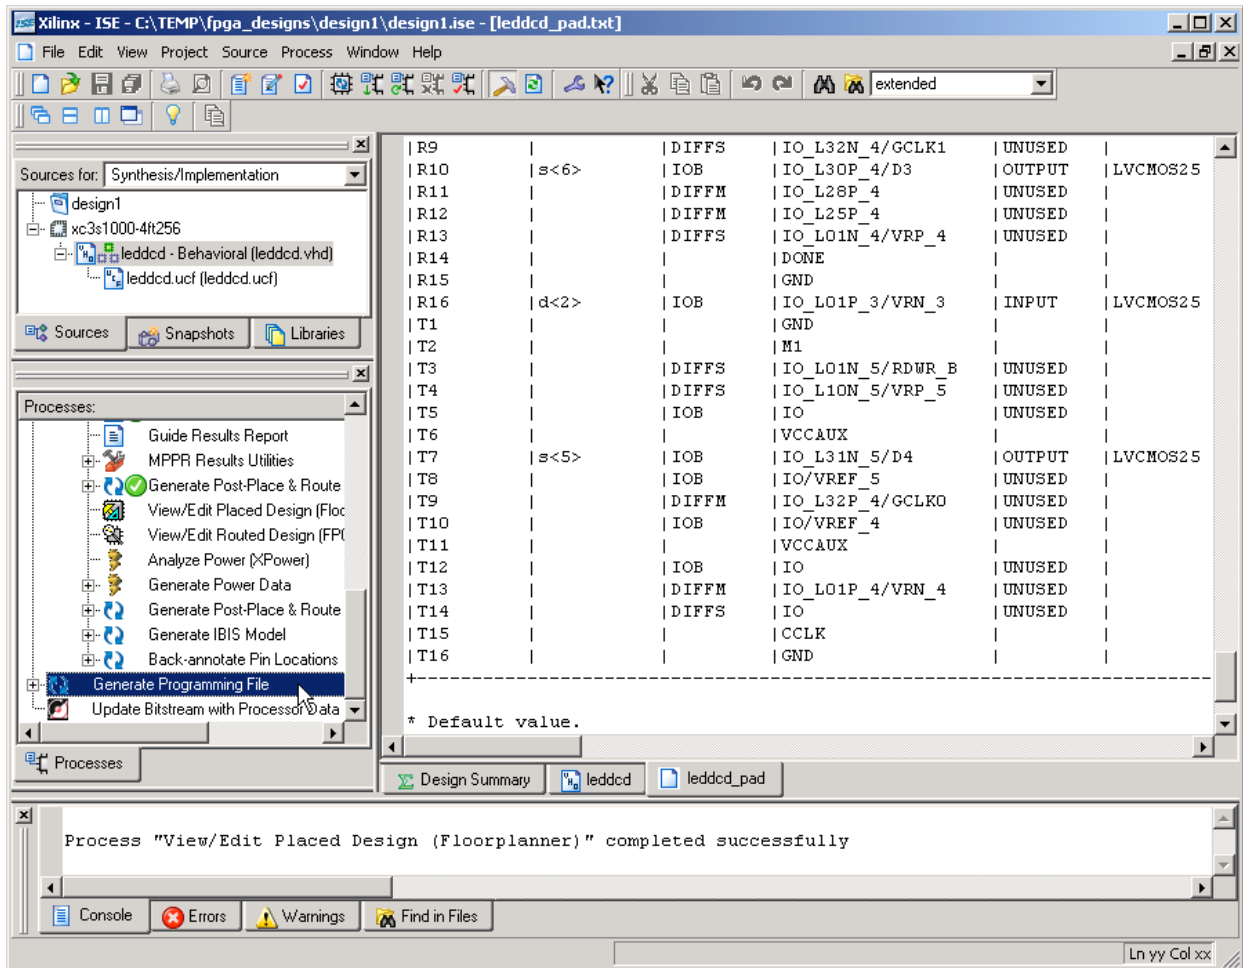 Xilinx - ISE - C:\TEMP\fpga_designs\design1\design1.ise - [leddcd_pad.txt]
File Edit View Project Source Process Window Help
extended
Sources for: Synthesis/Implementation
design1
xc3s1000-4ft256
leddcd - Behavioral (leddcd.vhd)
leddcd.ucf (leddcd.ucf)
Sources Snapshots Libraries
Processes:
Guide Results Report
MPPR Results Utilities
Generate Post-Place & Route
View/Edit Placed Design (Floo
View/Edit Routed Design (FPG
Analyze Power (XPower)
Generate Power Data
Generate Post-Place & Route
Generate IBIS Model
Back-annotate Pin Locations
Generate Programming File
Update Bitstream with Processor Data
Processes
|R9 | |DIFFS |IO_L32N_4/GCLK1 |UNUSED |
|R10 |s<6> |IOB |IO_L30P_4/D3 |OUTPUT |LVCMOS25
|R11 | |DIFFM |IO_L28P_4 |UNUSED |
|R12 | |DIFFM |IO_L25P_4 |UNUSED |
|R13 | |DIFFS |IO_L01N_4/VRP_4 |UNUSED |
|R14 | | |DONE | |
|R15 | | |GND | |
|R16 |d<2> |IOB |IO_L01P_3/VRN_3 |INPUT |LVCMOS25
|T1 | | |GND | |
|T2 | | |M1 | |
|T3 | |DIFFS |IO_L01N_5/RDWR_B |UNUSED |
|T4 | |DIFFS |IO_L10N_5/VRP_5 |UNUSED |
|T5 | |IOB |IO |UNUSED |
|T6 | | |VCCAUX | |
|T7 |s<5> |IOB |IO_L31N_5/D4 |OUTPUT |LVCMOS25
|T8 | |IOB |IO/VREF_5 |UNUSED |
|T9 | |DIFFM |IO_L32P_4/GCLK0 |UNUSED |
|T10 | |IOB |IO/VREF_4 |UNUSED |
|T11 | | |VCCAUX | |
|T12 | |IOB |IO |UNUSED |
|T13 | |DIFFM |IO_L01P_4/VRN_4 |UNUSED |
|T14 | |DIFFS |IO |UNUSED |
|T15 | | |CCLK | |
|T16 | | |GND | |
* Default value.
Design Summary leddcd leddcd_pad
Process "View/Edit Placed Design (Floorplanner)" completed successfully
Console Errors Warnings Find in Files
Ln yy Col xx